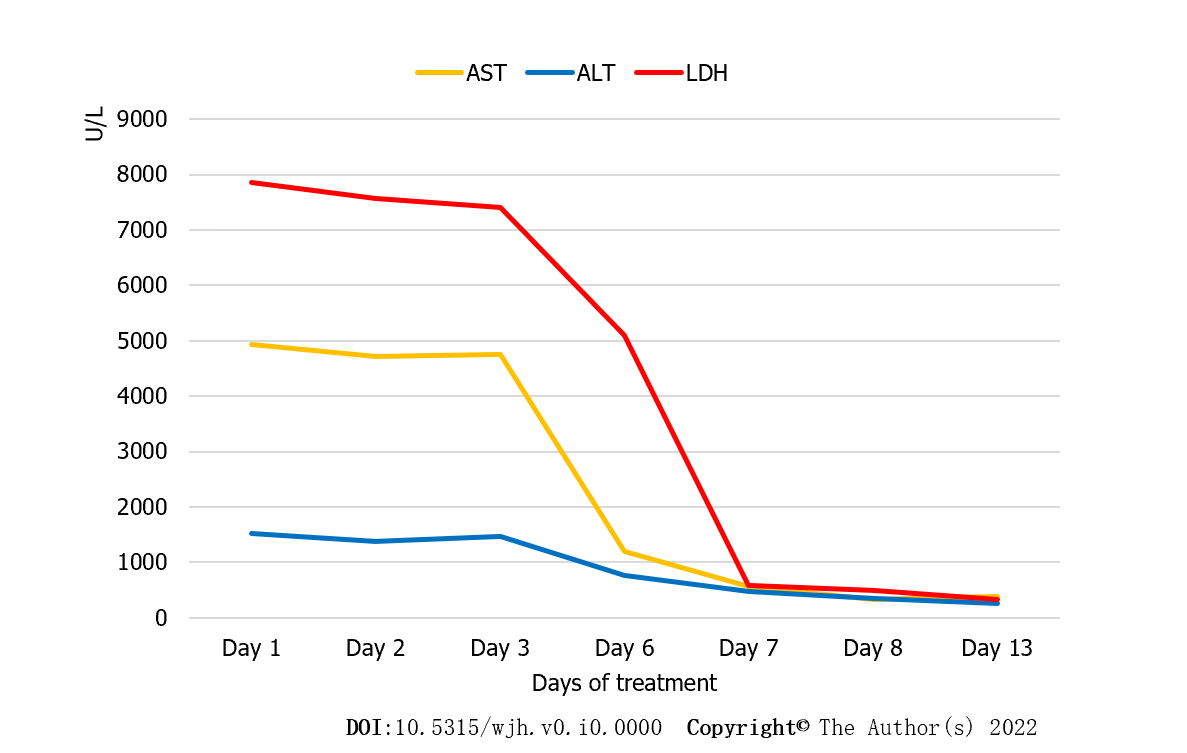 AST ALT LDH
U/L
9000
8000
7000
6000
5000
4000
3000
2000
1000
0
Day 1 Day 2 Day 3 Day 6 Day 7 Day 8 Day 13
Days of treatment
DOI:10.5315/wjh.v0.i0.0000 Copyright© The Author(s) 2022